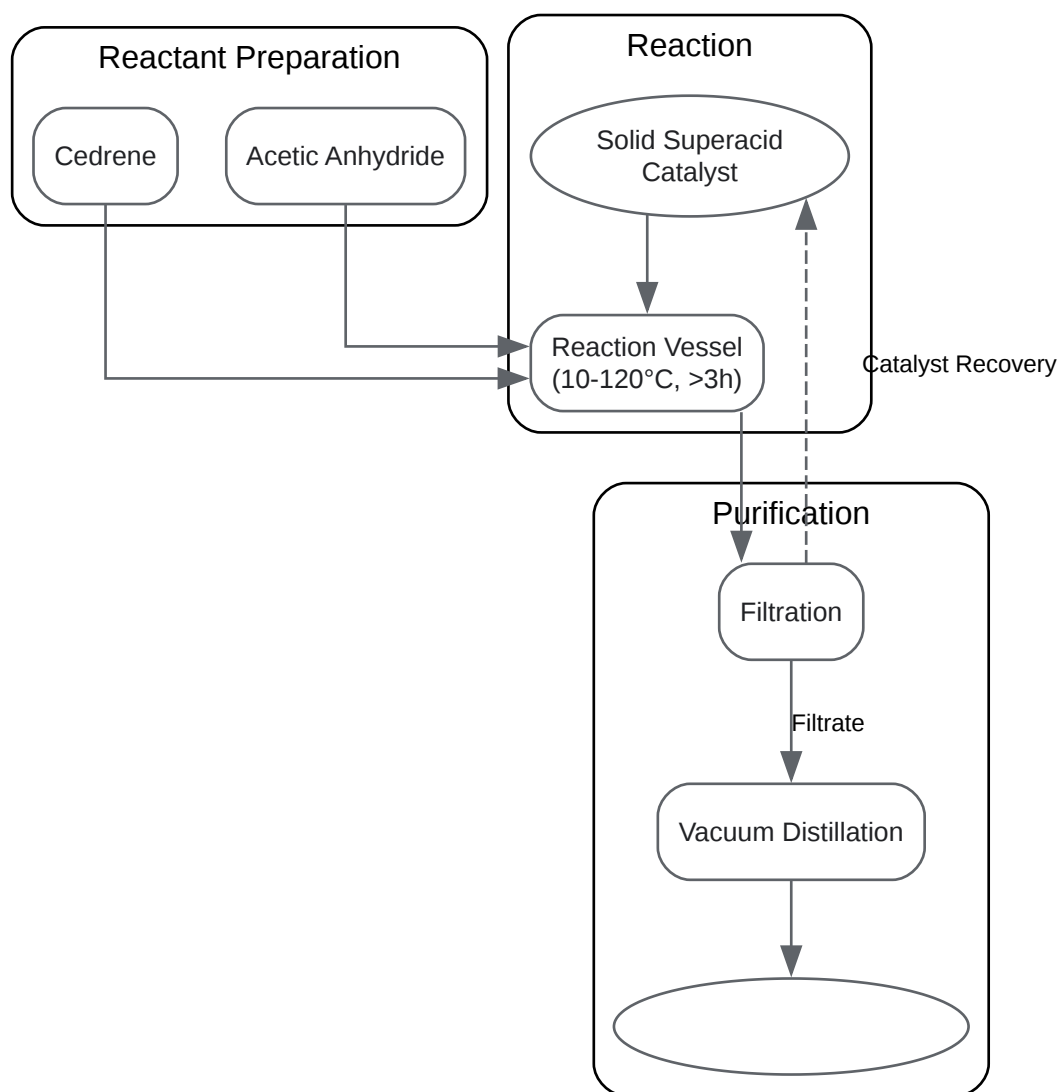 Reactant Preparation
Cedrene
Acetic Anhydride
Reaction
Solid Superacid
Catalyst
Reaction Vessel
(10-120°C, >3h)
Catalyst Recovery
Purification
Filtration
Filtrate
Vacuum Distillation